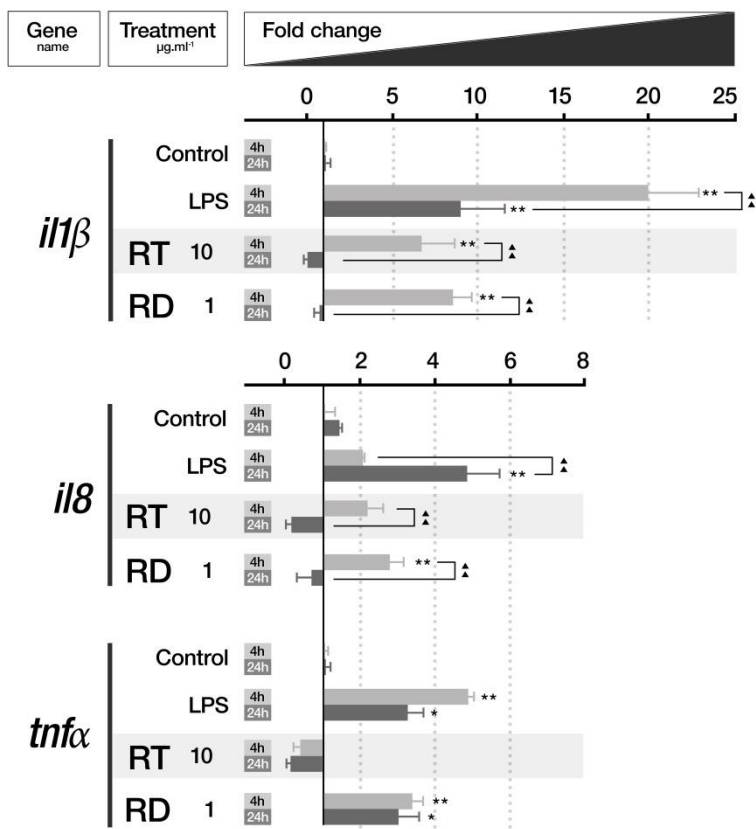 Gene Treatment Fold change
name µg.ml-1
0 5 10 15 20 25
il1β
Control 4h
24h
LPS 4h **
24h ** ▲▲
RT 10 4h ** ▲▲
24h
RD 1 4h ** ▲▲
24h
0 2 4 6 8
il8
Control 4h
24h
LPS 4h ▲▲
24h **
RT 10 4h ▲▲
24h
RD 1 4h ** ▲▲
24h
tnfα
Control 4h
24h
LPS 4h **
24h *
RT 10 4h
24h
RD 1 4h **
24h *